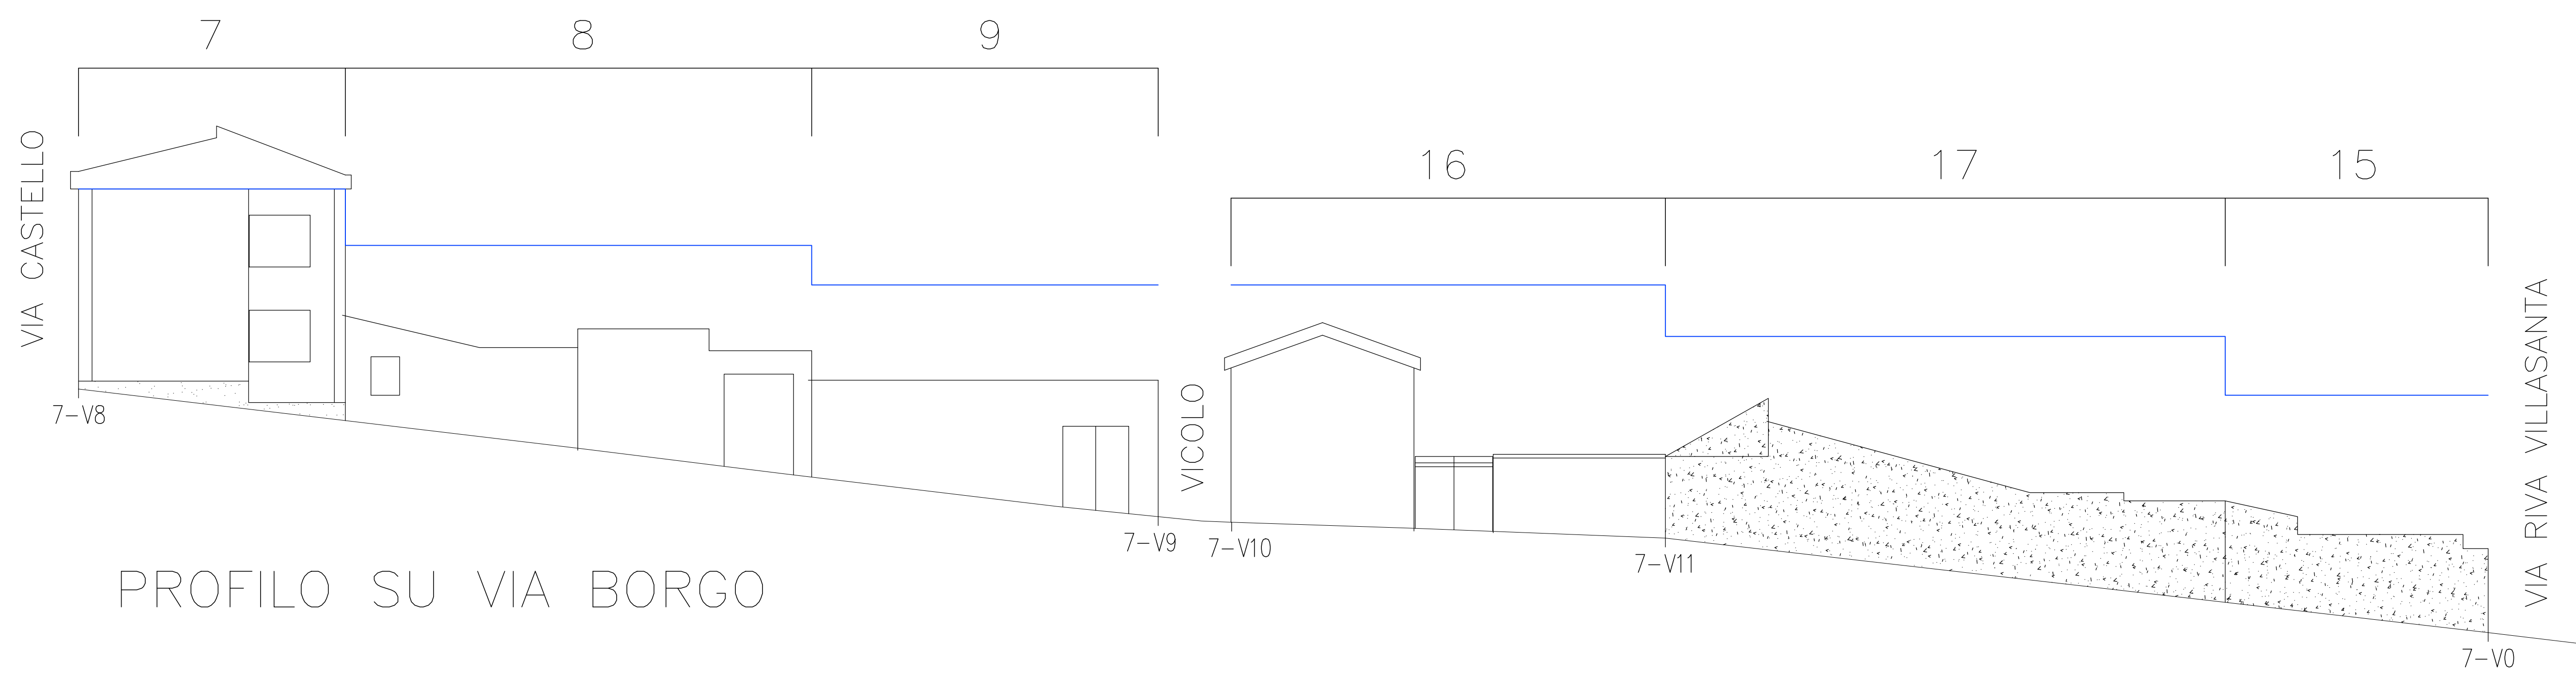 7 8 9
16 17 15
VIA CASTELLO
VICOLO
VIA RIVA VILLASANTA
7-V8
7-V9
7-V10
7-V11
7-V0
PROFILO SU VIA BORGO